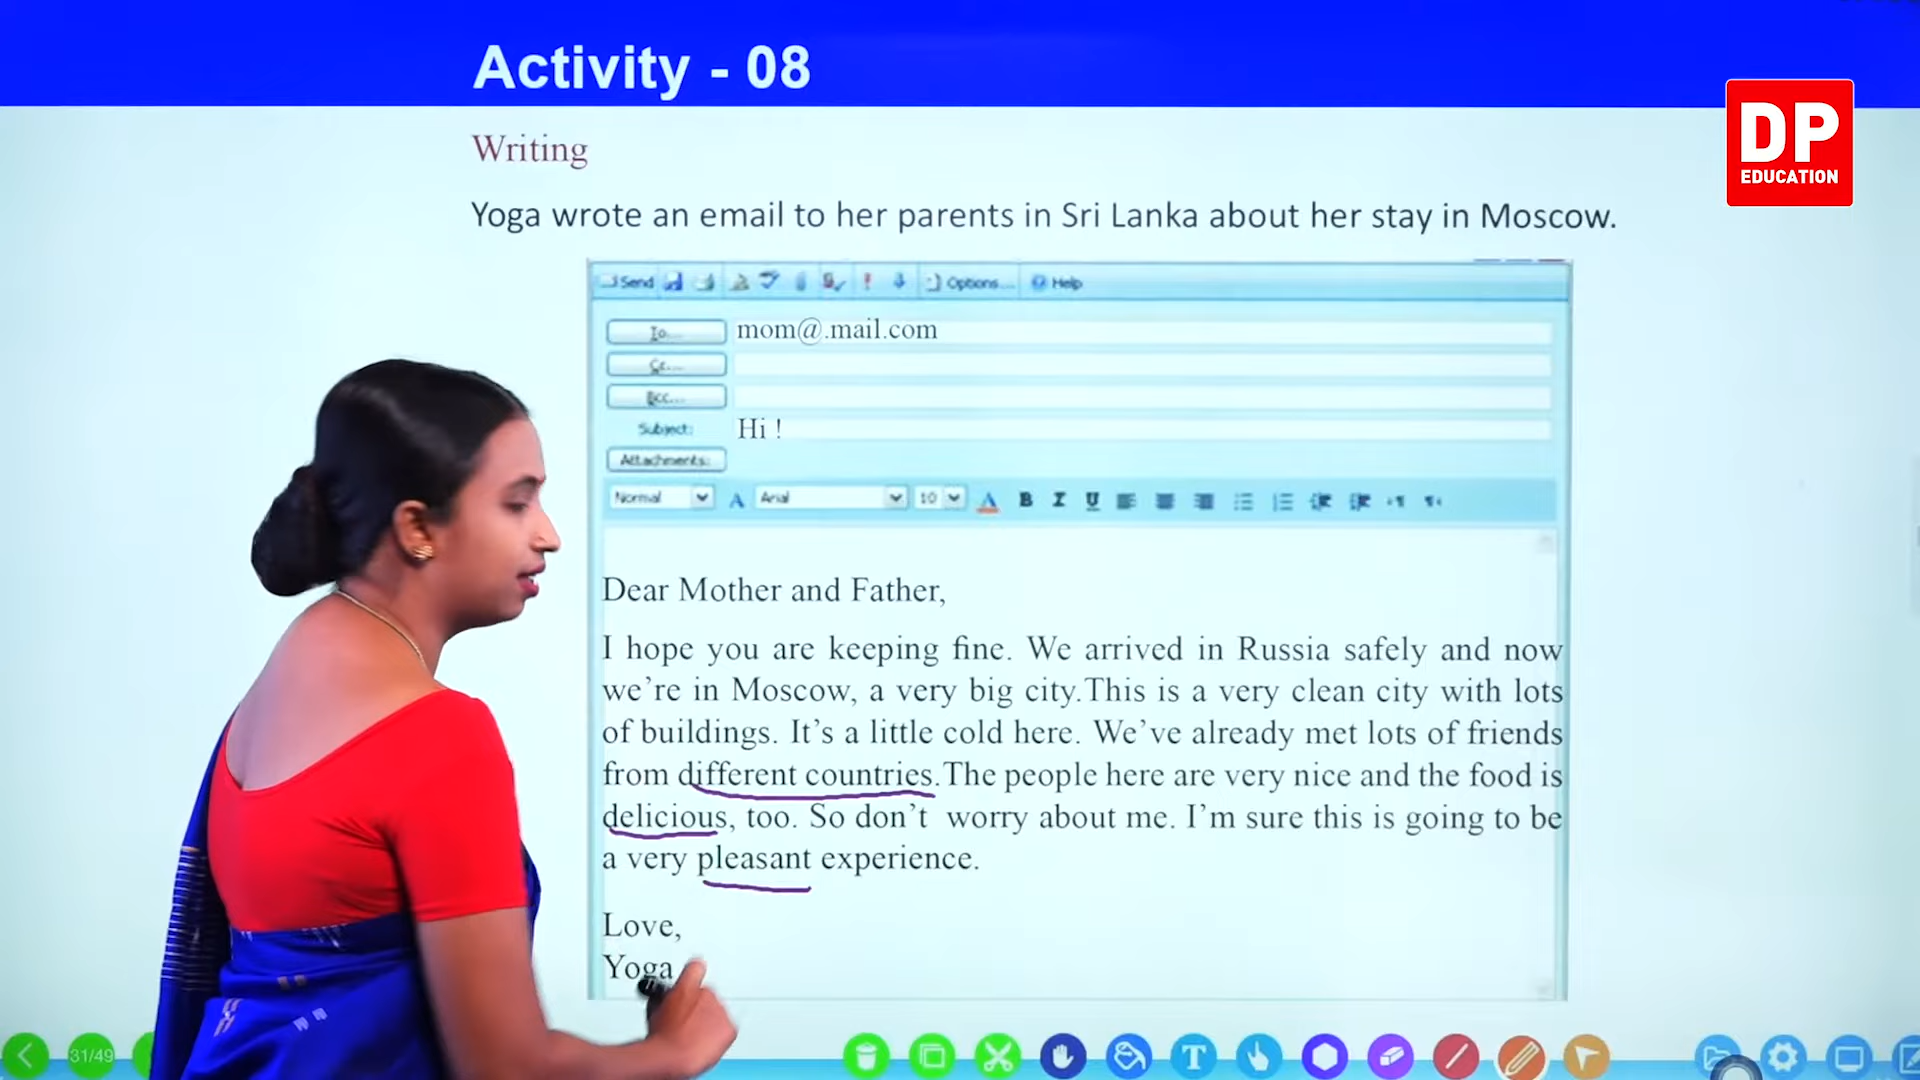 Activity - 08
DP
EDUCATION
Writing
Yoga wrote an email to her parents in Sri Lanka about her stay in Moscow.
Send Options... Help
To... mom@.mail.com
Cc...
Bcc...
Subject: Hi !
Attachments:
Normal A Arial 10 A B I U
Dear Mother and Father,
I hope you are keeping fine. We arrived in Russia safely and now
we're in Moscow, a very big city.This is a very clean city with lots
of buildings. It's a little cold here. We've already met lots of friends
from different countries.The people here are very nice and the food is
delicious, too. So don't worry about me. I'm sure this is going to be
a very pleasant experience.
Love,
Yoga
31/49 T